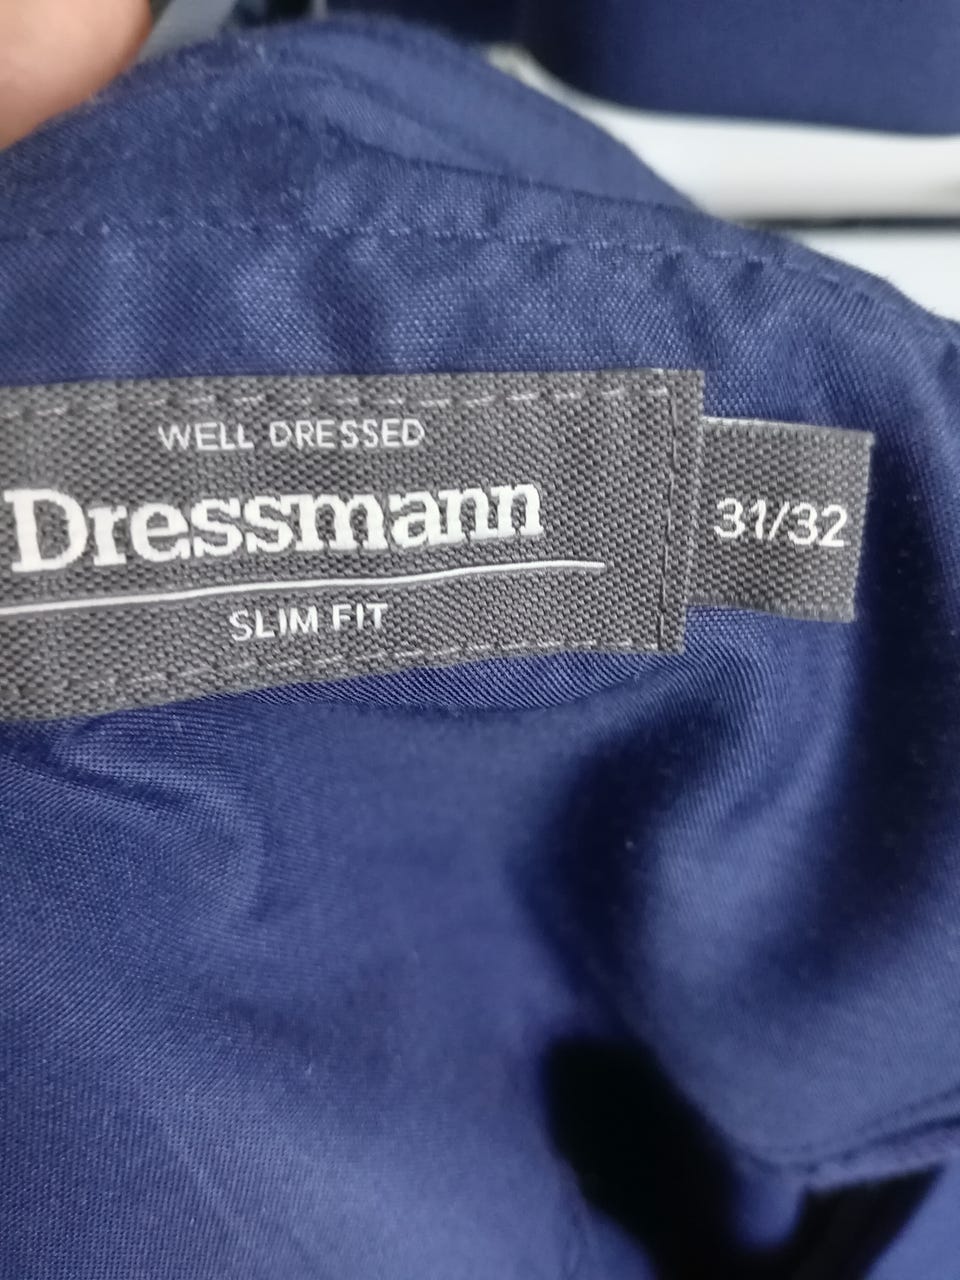 WELL DRESSED
Dressmann
SLIM FIT
31/32